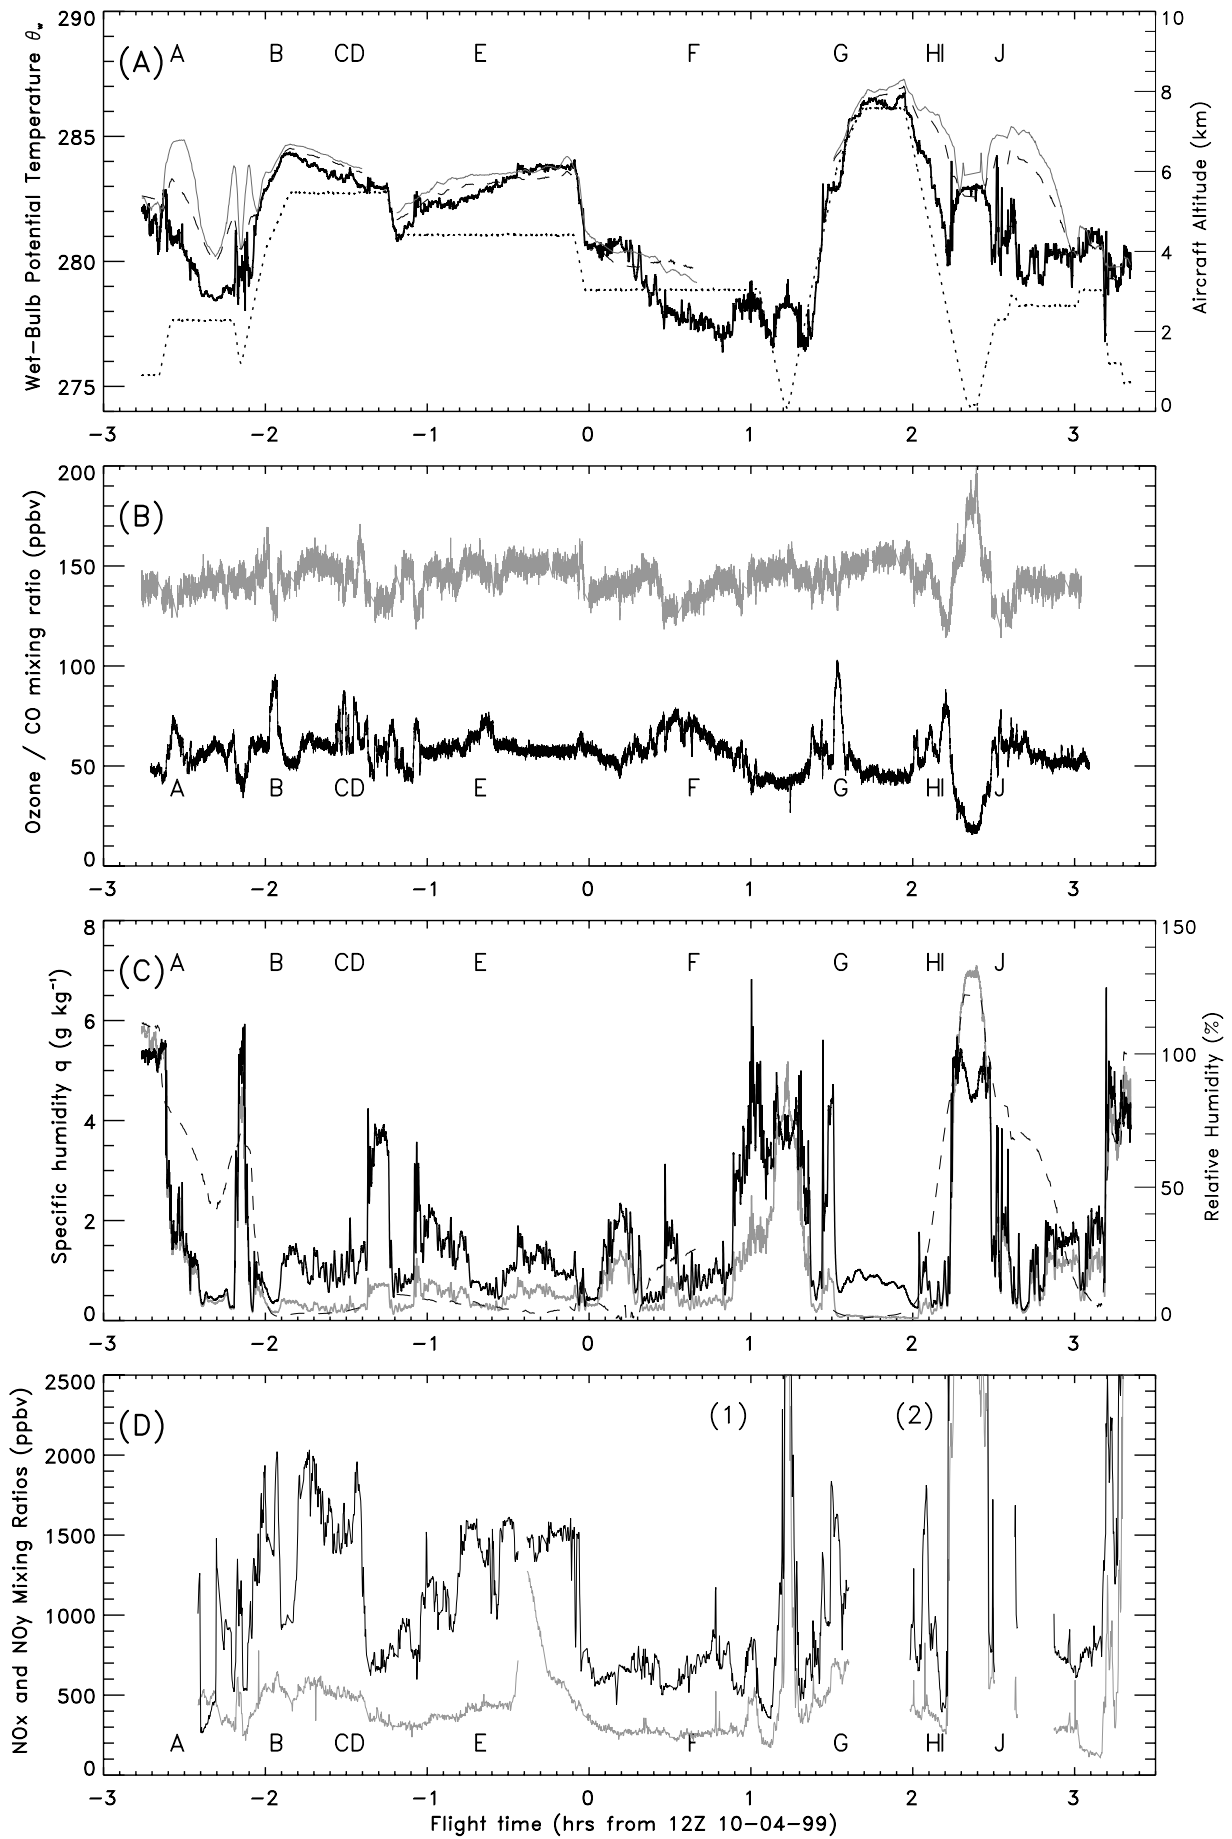 290
285
280
275
Wet-Bulb Potential Temperature θw
(A) A B CD E F G HI J
10
8
6
4
2
0
Aircraft Altitude (km)
-3 -2 -1 0 1 2 3
200
150
100
50
0
Ozone / CO mixing ratio (ppbv)
(B)
A B CD E F G HI J
-3 -2 -1 0 1 2 3
8
6
4
2
0
Specific humidity q (g kg⁻¹)
(C) A B CD E F G HI J
150
100
50
0
Relative Humidity (%)
-3 -2 -1 0 1 2 3
2500
2000
1500
1000
500
0
NOx and NOy Mixing Ratios (ppbv)
(D) (1) (2)
A B CD E F G HI J
-3 -2 -1 0 1 2 3
Flight time (hrs from 12Z 10-04-99)